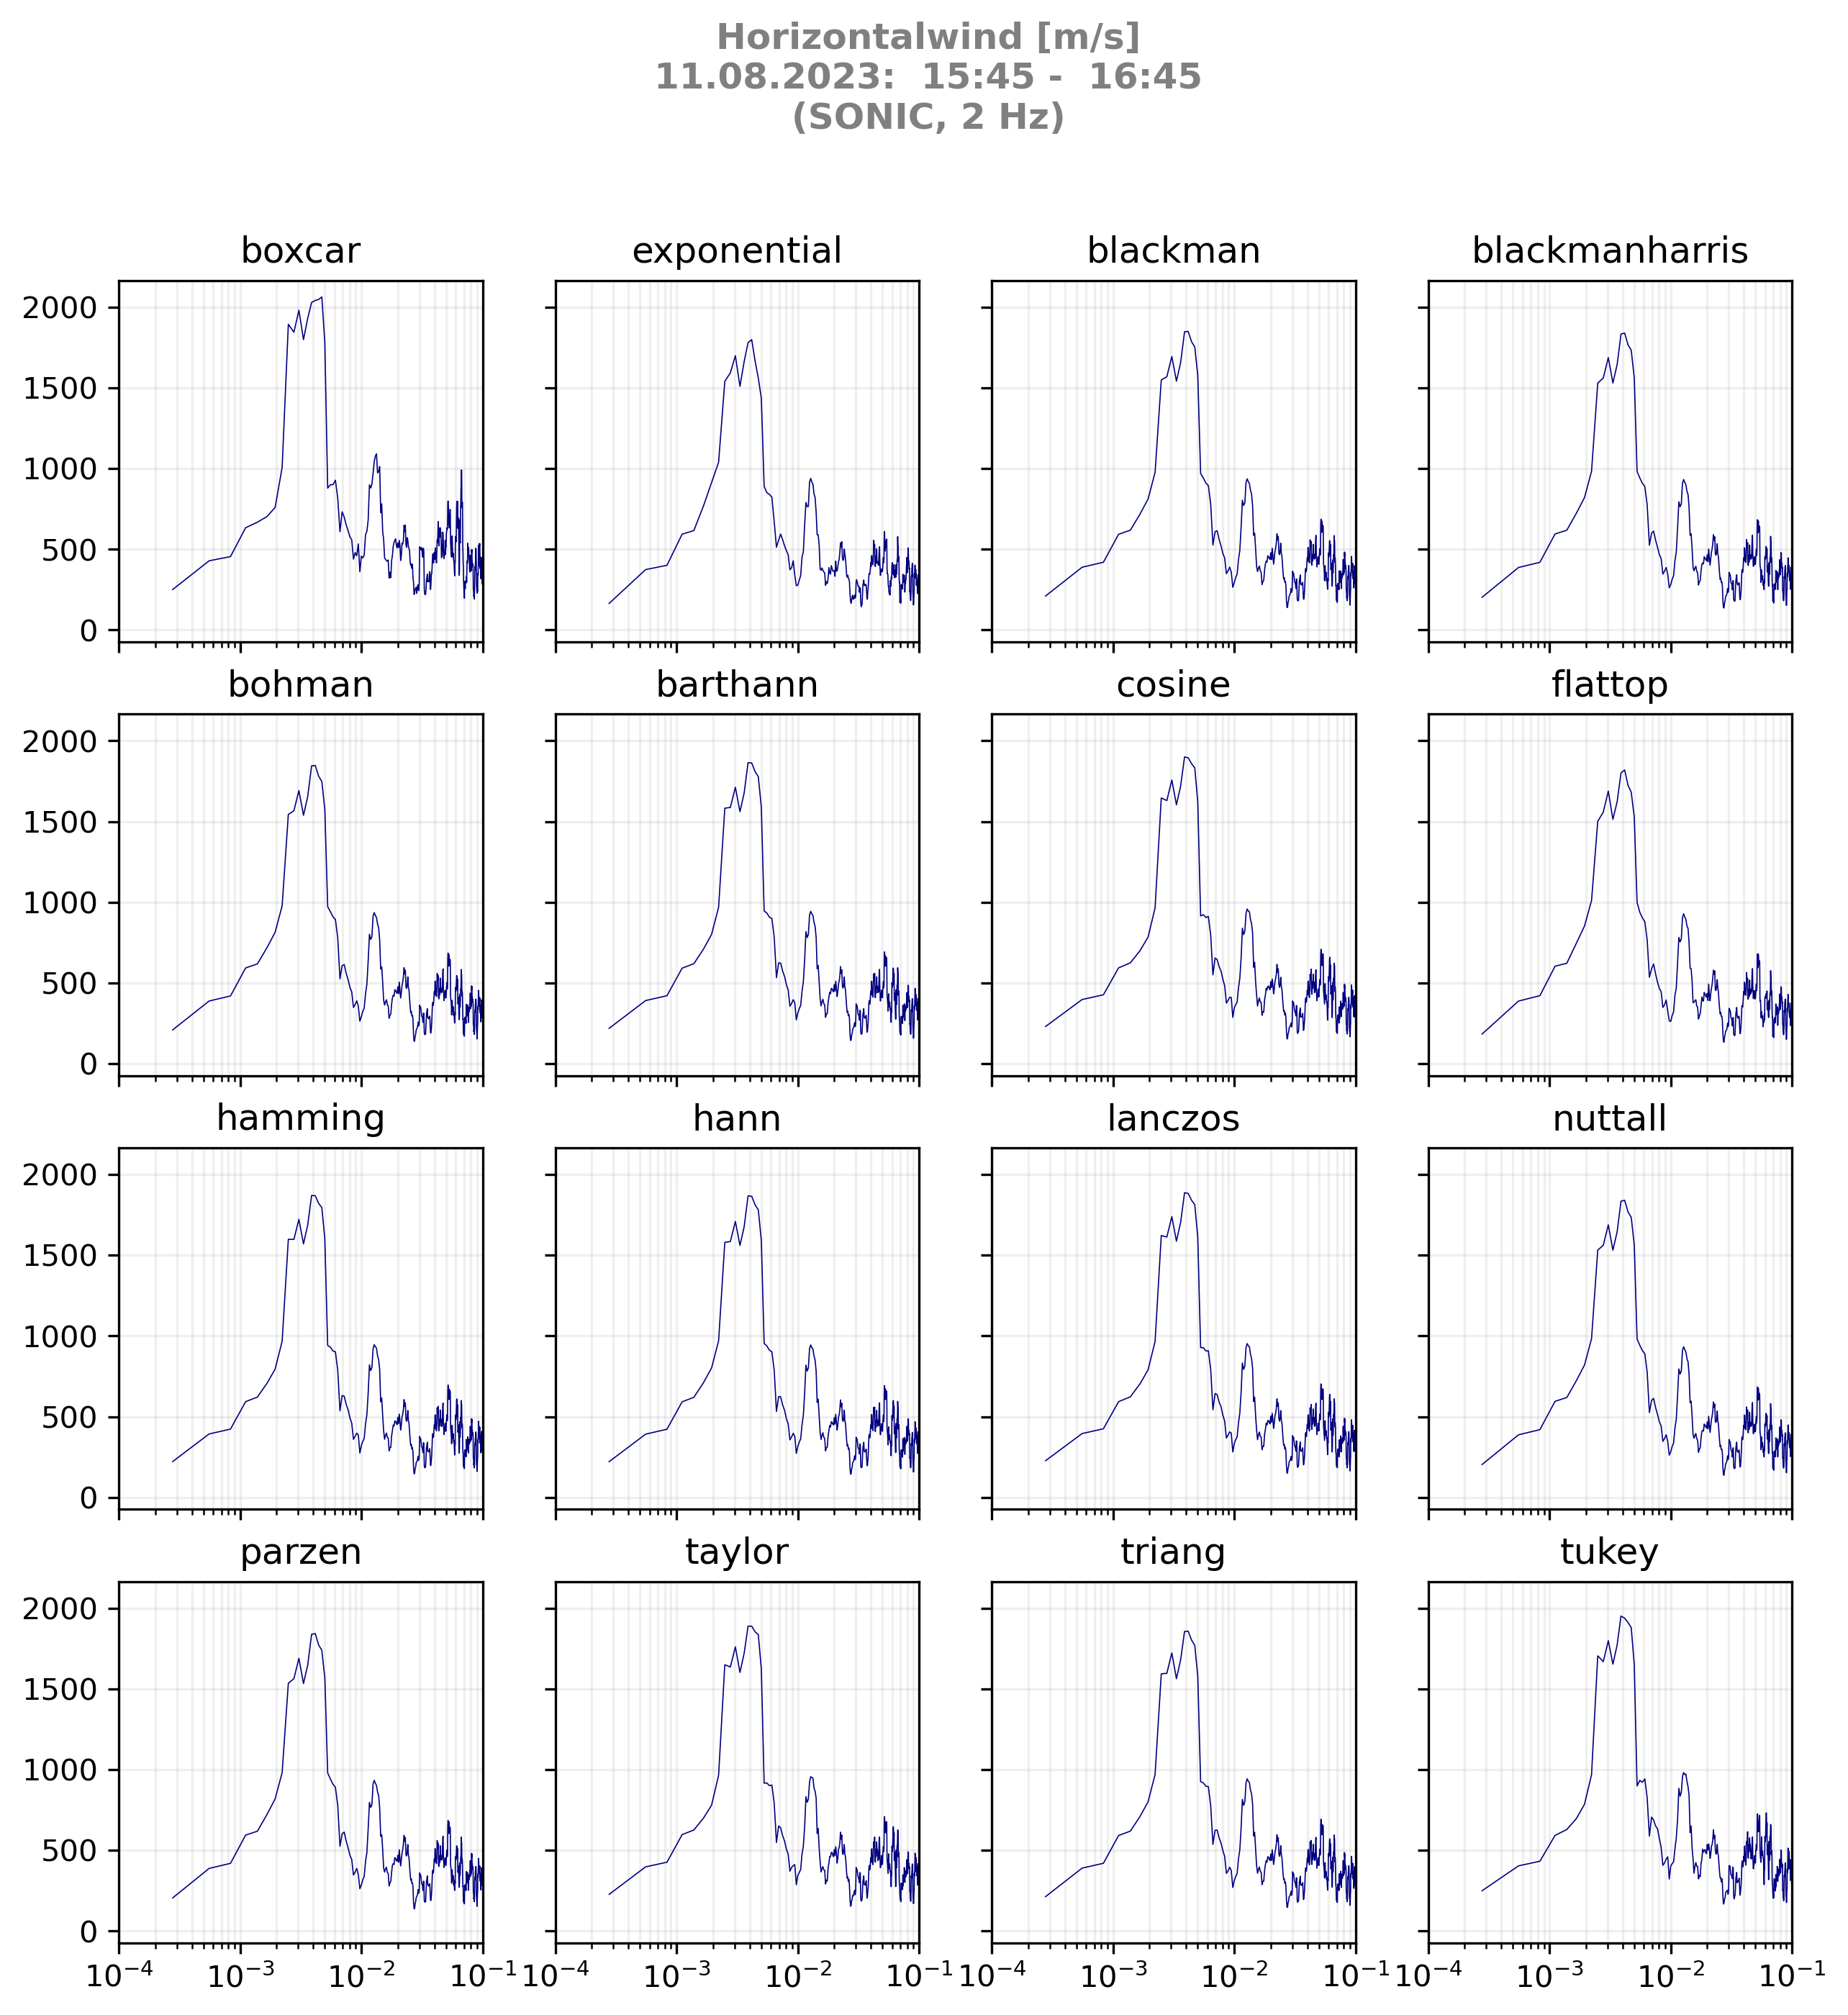 Horizontalwind [m/s]
11.08.2023:  15:45 -  16:45
(SONIC, 2 Hz)
boxcar exponential blackman blackmanharris
2000
1500
1000
500
0
bohman barthann cosine flattop
2000
1500
1000
500
0
hamming hann lanczos nuttall
2000
1500
1000
500
0
parzen taylor triang tukey
2000
1500
1000
500
0
10⁻⁴ 10⁻³ 10⁻² 10⁻¹ 10⁻⁴ 10⁻³ 10⁻² 10⁻¹ 10⁻⁴ 10⁻³ 10⁻² 10⁻¹ 10⁻⁴ 10⁻³ 10⁻² 10⁻¹